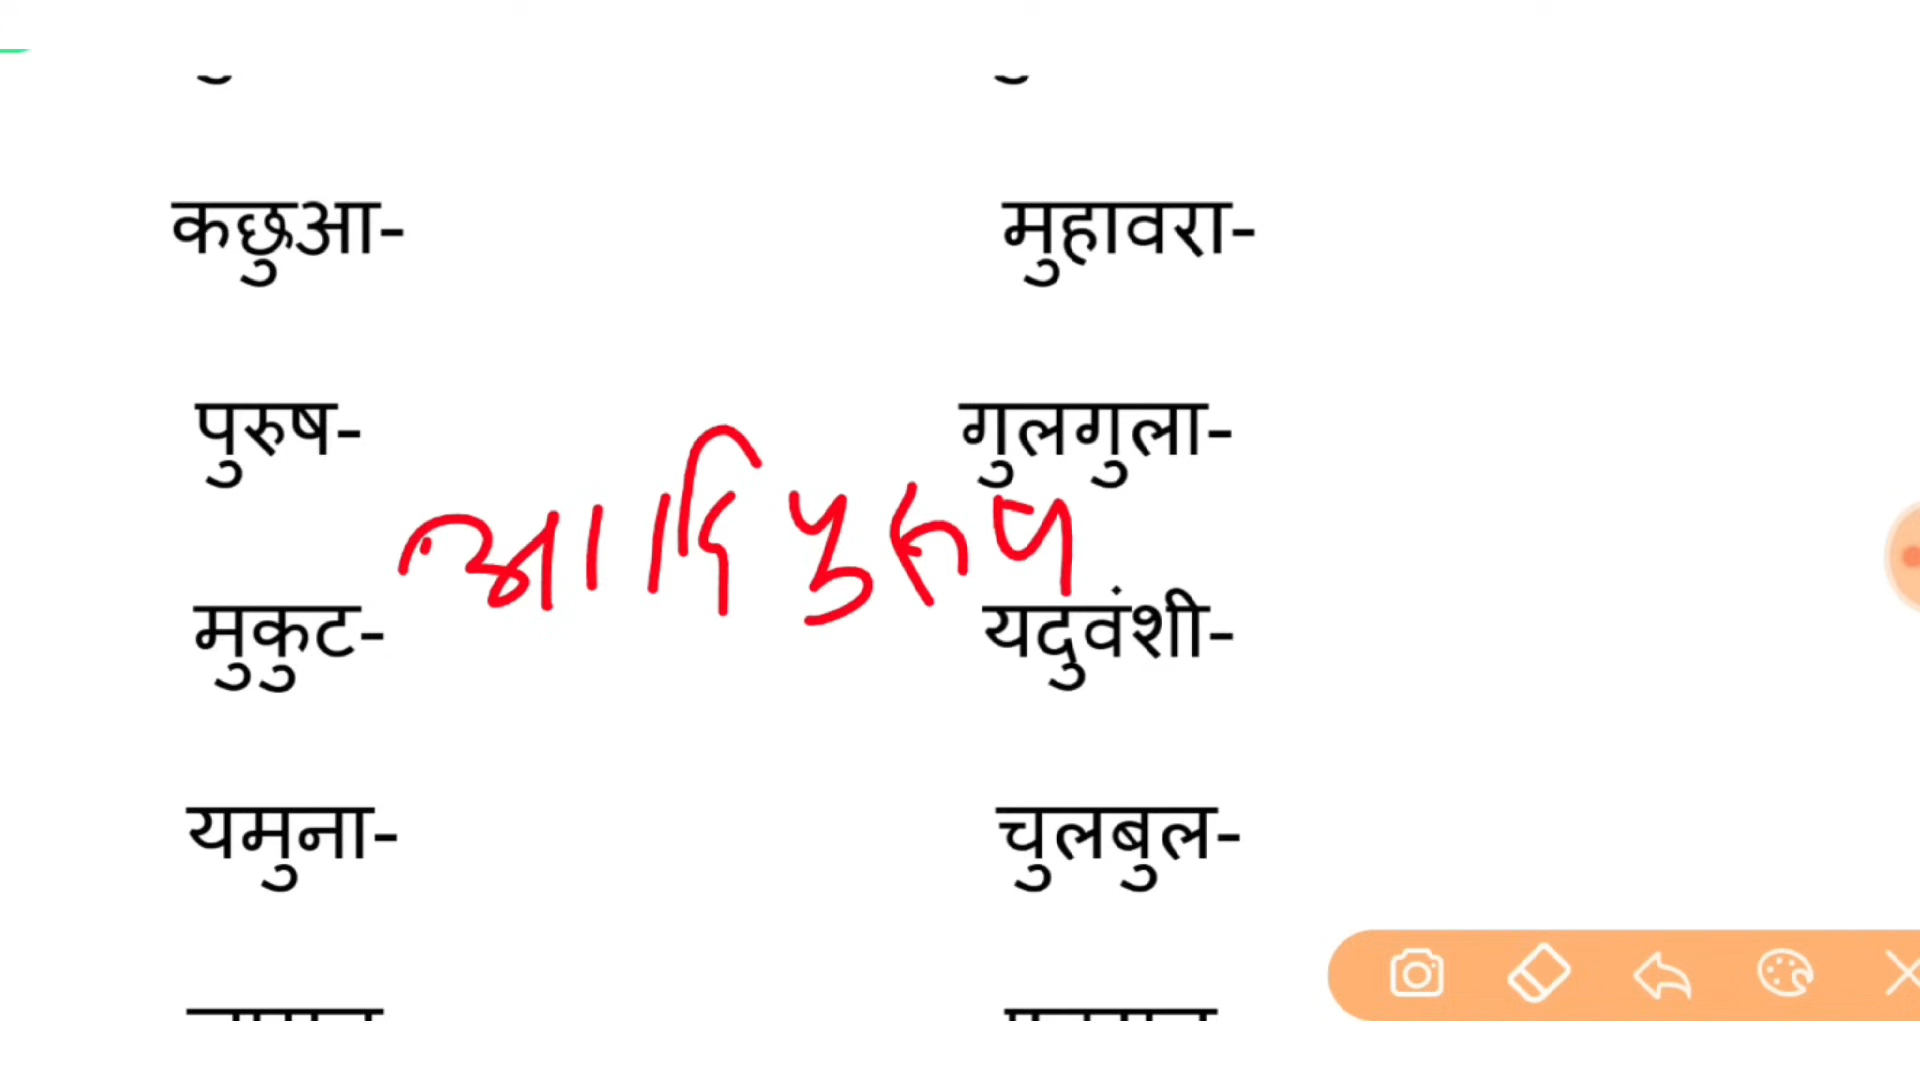 कछुआ- मुहावरा-
पुरुष- गुलगुला-
आदिपुरुष
मुकुट- यदुवंशी-
यमुना- चुलबुल-